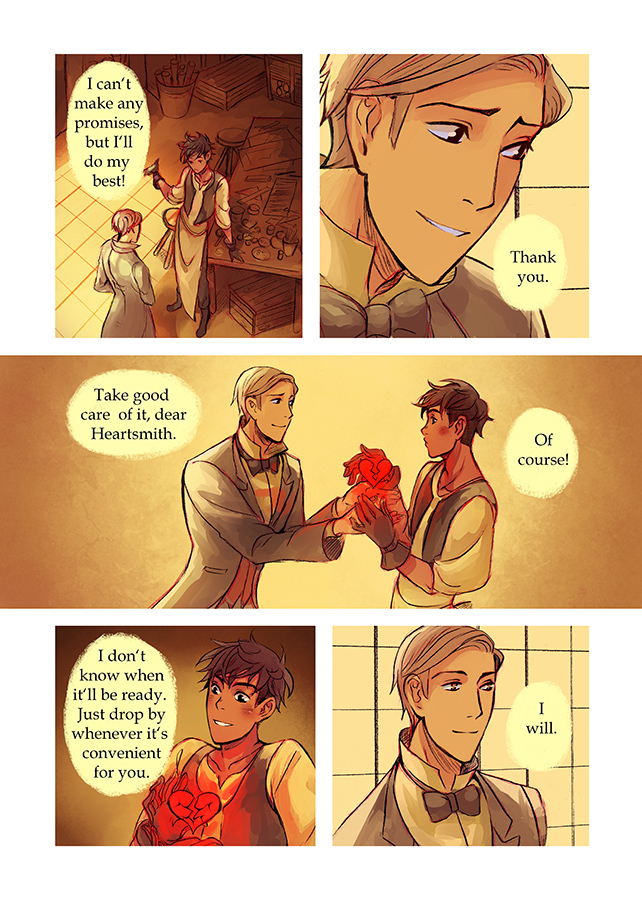 I can't
make any
promises,
but I'll
do my
best!
Thank
you.
Take good
care of it, dear
Heartsmith.
Of
course!
I don't
know when
it'll be ready.
Just drop by
whenever it's
convenient
for you.
I
will.